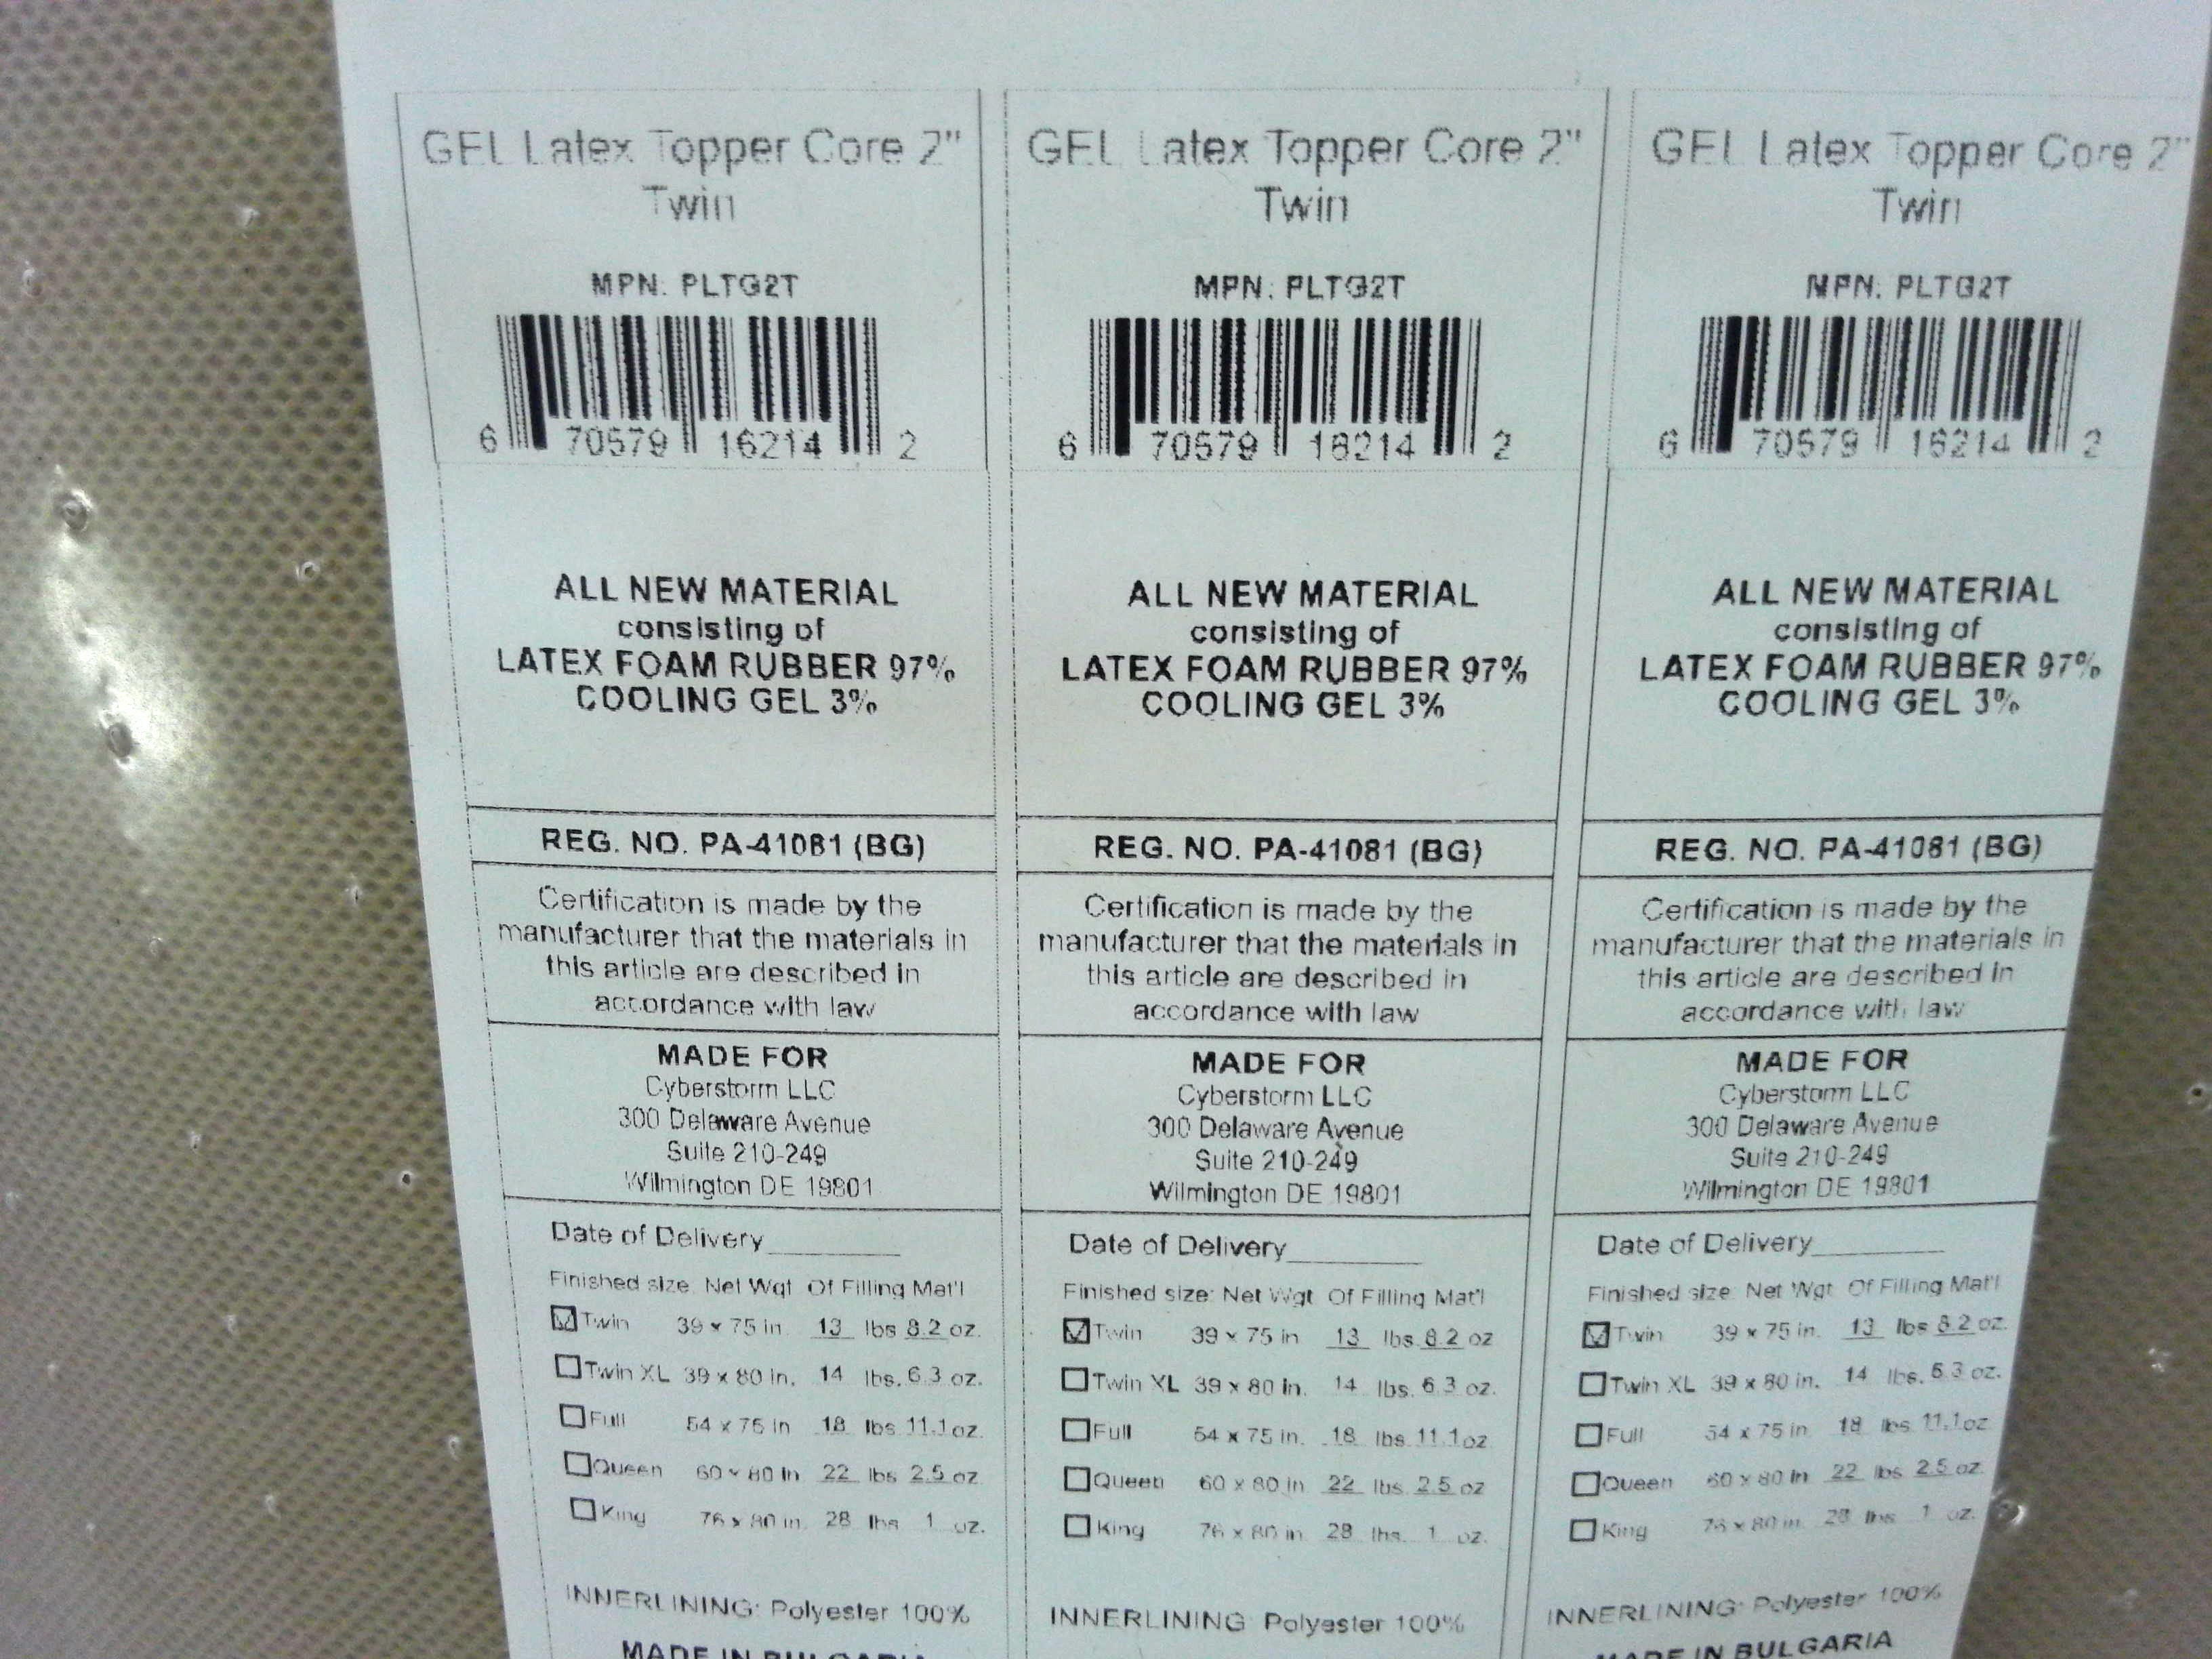 GEL Latex Topper Core 2"
Twin
MPN: PLTG2T
6 70579 16214 2
ALL NEW MATERIAL
consisting of
LATEX FOAM RUBBER 97%
COOLING GEL 3%
REG. NO. PA-41081 (BG)
Certification is made by the
manufacturer that the materials in
this article are described in
accordance with law
MADE FOR
Cyberstorm LLC
300 Delaware Avenue
Suite 210-249
Wilmington DE 19801
Date of Delivery_________
Finished size: Net Wgt Of Filling Mat'l
Twin 39 x 75 in. 13 lbs 8.2 oz.
Twin XL 39 x 80 in. 14 lbs. 6.3 oz.
Full 54 x 75 in 18 lbs 11.1 oz.
Queen 60 x 80 in 22 lbs 2.5 oz
King 76 x 80 in. 28 lbs 1 oz.
INNERLINING: Polyester 100%
MADE IN BULGARIA
GEL Latex Topper Core 2"
Twin
MPN: PLTG2T
6 70579 16214 2
ALL NEW MATERIAL
consisting of
LATEX FOAM RUBBER 97%
COOLING GEL 3%
REG. NO. PA-41081 (BG)
Certification is made by the
manufacturer that the materials in
this article are described in
accordance with law
MADE FOR
Cyberstorm LLC
300 Delaware Avenue
Suite 210-249
Wilmington DE 19801
Date of Delivery_________
Finished size: Net Wgt Of Filling Mat'l
Twin 39 x 75 in 13 lbs. 8.2 oz
Twin XL 39 x 80 in. 14 lbs. 6.3 oz.
Full 54 x 75 in. 18 lbs 11.1 oz
Queen 60 x 80 in 22 lbs. 2.5 oz
King 76 x 80 in 28 lbs. 1 oz.
INNERLINING Polyester 100%
GEL Latex Topper Core 2"
Twin
MPN: PLTG2T
6 70579 16214 2
ALL NEW MATERIAL
consisting of
LATEX FOAM RUBBER 97%
COOLING GEL 3%
REG. NO. PA-41081 (BG)
Certification is made by the
manufacturer that the materials in
this article are described in
accordance with law
MADE FOR
Cyberstorm LLC
300 Delaware Avenue
Suite 210-249
Wilmington DE 19801
Date of Delivery_________
Finished size: Net Wgt Of Filling Mat'l
Twin 39 x 75 in. 13 lbs 8.2 oz.
Twin XL 39 x 80 in. 14 lbs. 6.3 oz.
Full 54 x 75 in 18 lbs 11.1 oz
Queen 60 x 80 in 22 lbs 2.5 oz
King 76 x 80 in. 28 lbs 1 oz.
INNERLINING: Polyester 100%
MADE IN BULGARIA